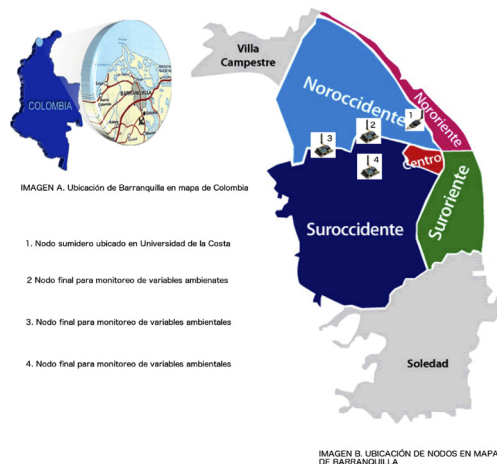 COLOMBIA
BARRANQUILLA
IMAGEN A. Ubicación de Barranquilla en mapa de Colombia
1. Nodo sumidero ubicado en Universidad de la Costa
2 Nodo final para monitoreo de variables ambienates
3. Nodo final para monitoreo de variables ambientales
4. Nodo final para monitoreo de variables ambientales
Villa
Campestre
Noroccidente
Nororiente
1
2
3
4
Centro
Suroccidente
Suroriente
Soledad
IMAGEN B. UBICACIÓN DE NODOS EN MAPA
DE BARRANQUILLA